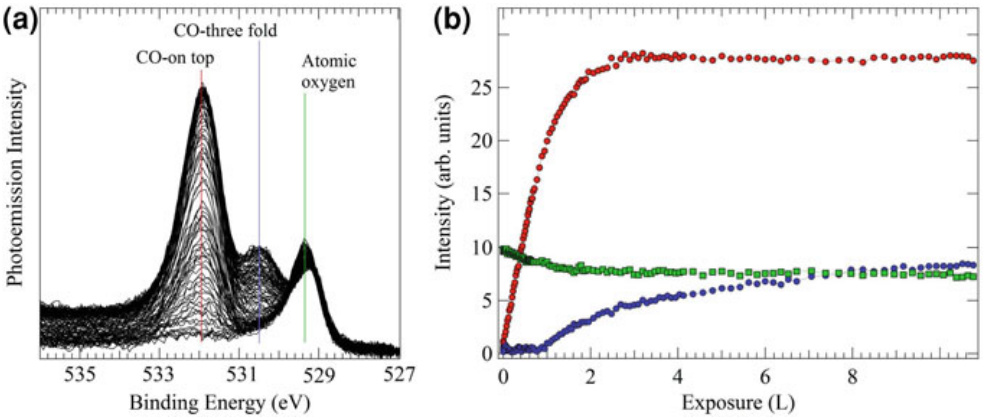 (a)
CO-three fold
CO-on top
Atomic
oxygen
Photoemission Intensity
535
533
531
529
527
Binding Energy (eV)
(b)
Intensity (arb. units)
25
20
15
10
5
0
0
2
4
6
8
Exposure (L)